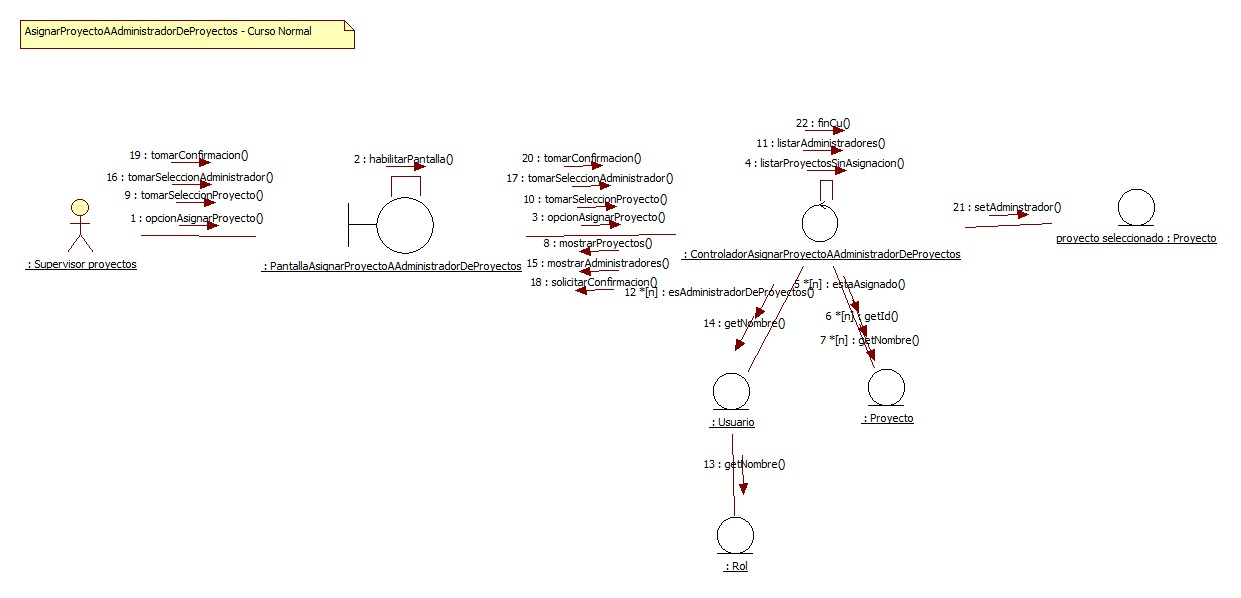 AsignarProyectoAAdministradorDeProyectos - Curso Normal
22 : finCu()
11 : listarAdministradores()
4 : listarProyectosSinAsignacion()
19 : tomarConfirmacion()
16 : tomarSeleccionAdministrador()
9 : tomarSeleccionProyecto()
1 : opcionAsignarProyecto()
2 : habilitarPantalla()
20 : tomarConfirmacion()
17 : tomarSeleccionAdministrador()
10 : tomarSeleccionProyecto()
3 : opcionAsignarProyecto()
8 : mostrarProyectos()
15 : mostrarAdministradores()
18 : solicitarConfirmacion()
21 : setAdminstrador()
: Supervisor proyectos
: PantallaAsignarProyectoAAdministradorDeProyectos
: ControladorAsignarProyectoAAdministradorDeProyectos
proyecto seleccionado : Proyecto
12 *[n] : esAdministradorDeProyectos()
5 *[n] : estaAsignado()
14 : getNombre()
6 *[n] : getId()
7 *[n] : getNombre()
: Usuario
: Proyecto
13 : getNombre()
: Rol